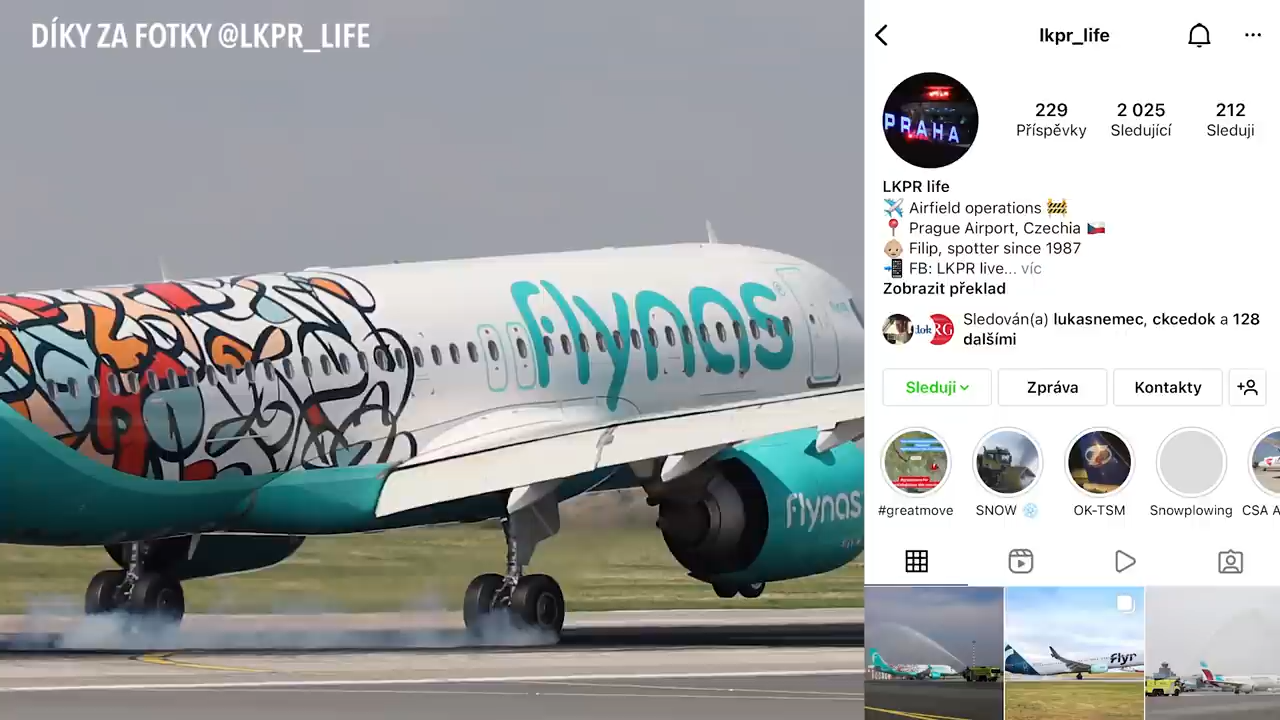 DÍKY ZA FOTKY @LKPR_LIFE
flynas
flynas
lkpr_life
PRAHA
229
Příspěvky
2 025
Sledující
212
Sleduji
LKPR life
✈️ Airfield operations 🚧
📍 Prague Airport, Czechia 🇨🇿
👶🏼 Filip, spotter since 1987
📲 FB: LKPR live... víc
Zobrazit překlad
Sledován(a) lukasnemec, ckcedok a 128
dalšími
Sleduji
Zpráva
Kontakty
#greatmove
SNOW ❄️
OK-TSM
Snowplowing
CSA A
Flyr